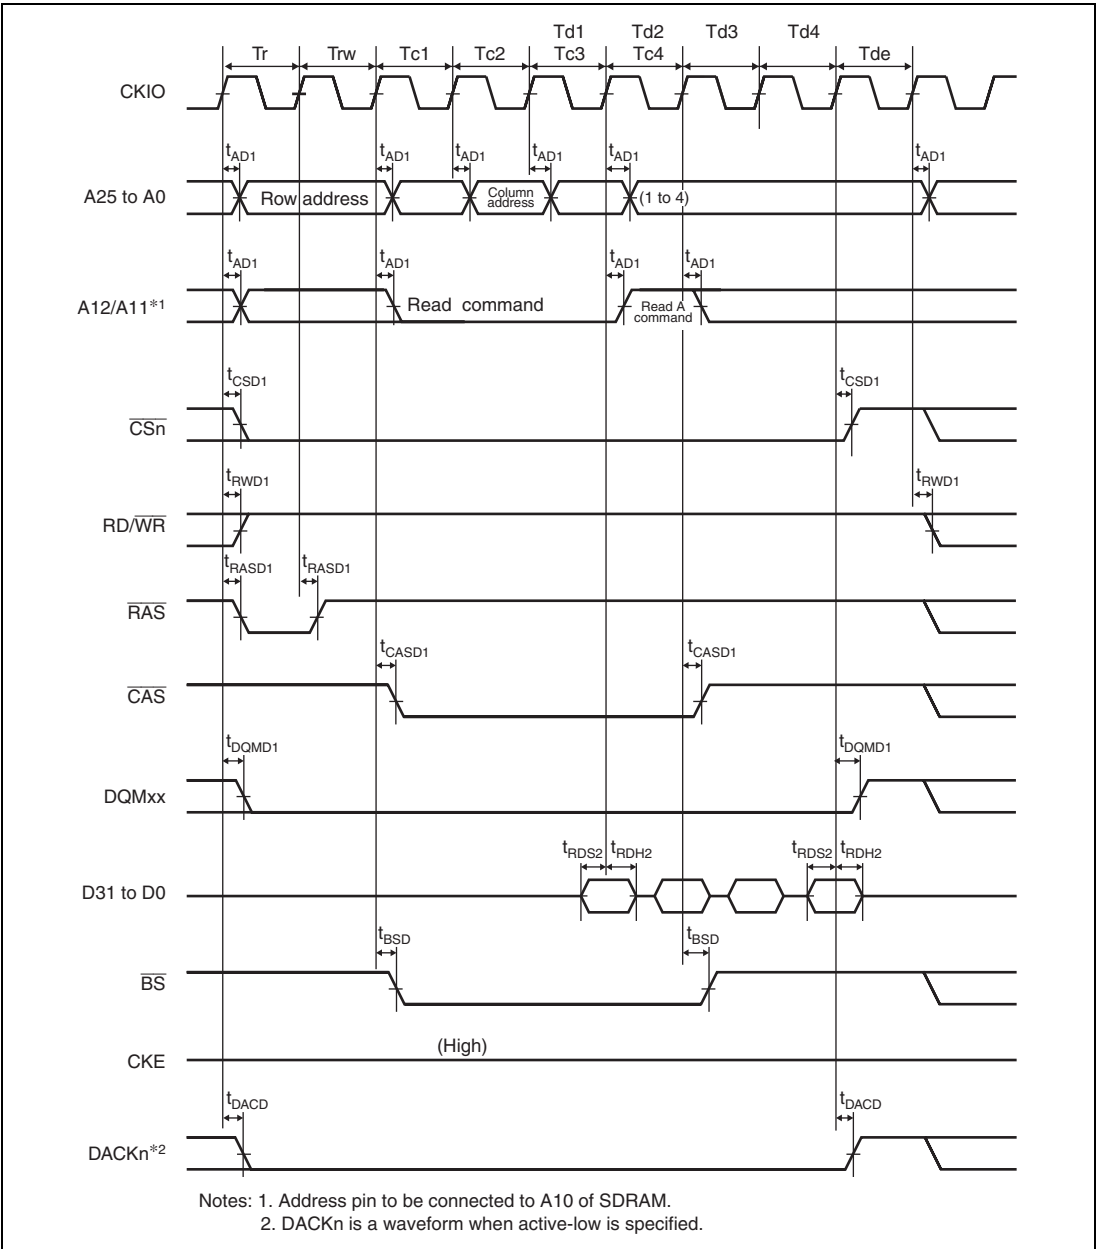 Td1 Td2 Td3 Td4
Tr Trw Tc1 Tc2 Tc3 Tc4 Tde
CKIO
tAD1 tAD1 tAD1 tAD1 tAD1 tAD1
A25 to A0 Row address Column address (1 to 4)
tAD1 tAD1 tAD1 tAD1
A12/A11*1 Read command Read A command
tCSD1 tCSD1
CSn
tRWD1 tRWD1
RD/WR
tRASD1 tRASD1
RAS
tCASD1 tCASD1
CAS
tDQMD1 tDQMD1
DQMxx
tRDS2 tRDH2 tRDS2 tRDH2
D31 to D0
tBSD tBSD
BS
(High)
CKE
tDACD tDACD
DACKn*2
Notes: 1. Address pin to be connected to A10 of SDRAM.
2. DACKn is a waveform when active-low is specified.